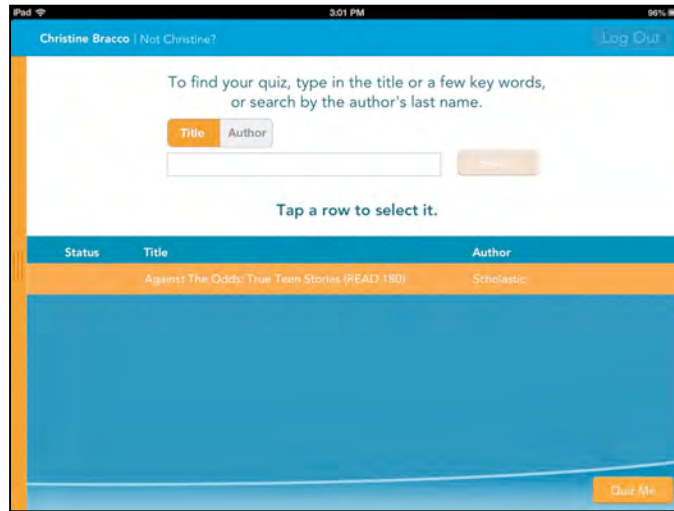 iPad 3:01 PM 96%
Christine Bracco | Not Christine? Log Out
To find your quiz, type in the title or a few key words,
or search by the author's last name.
Title Author
Tap a row to select it.
Status Title Author
Against The Odds: True Teen Stories (READ 180) Scholastic
Quiz Me